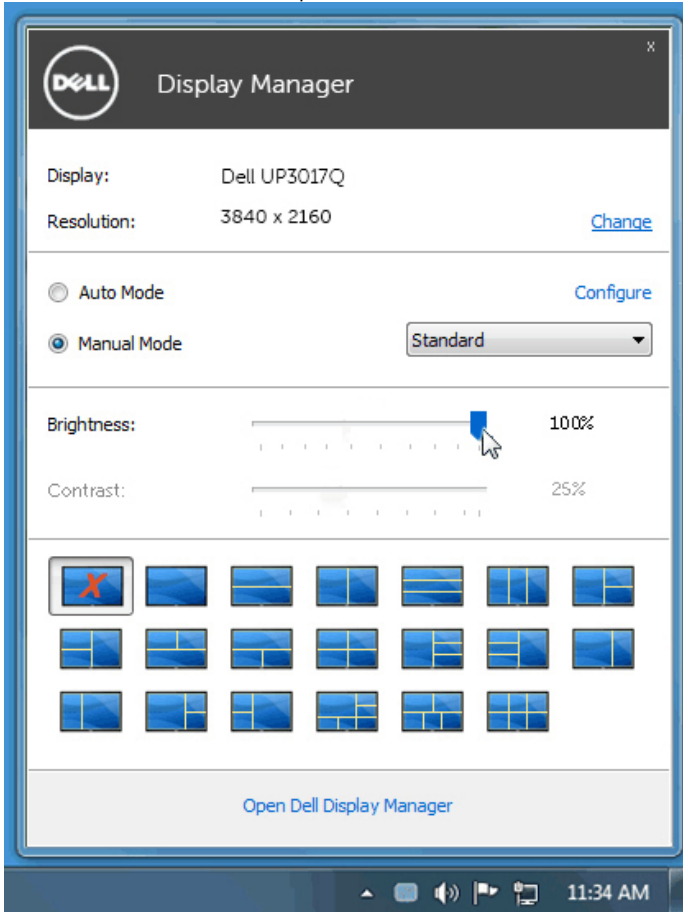 x
DELL
Display Manager
Display: Dell UP3017Q
Resolution: 3840 x 2160 Change
Auto Mode Configure
Manual Mode Standard
Brightness: 100%
Contrast: 25%
Open Dell Display Manager
11:34 AM